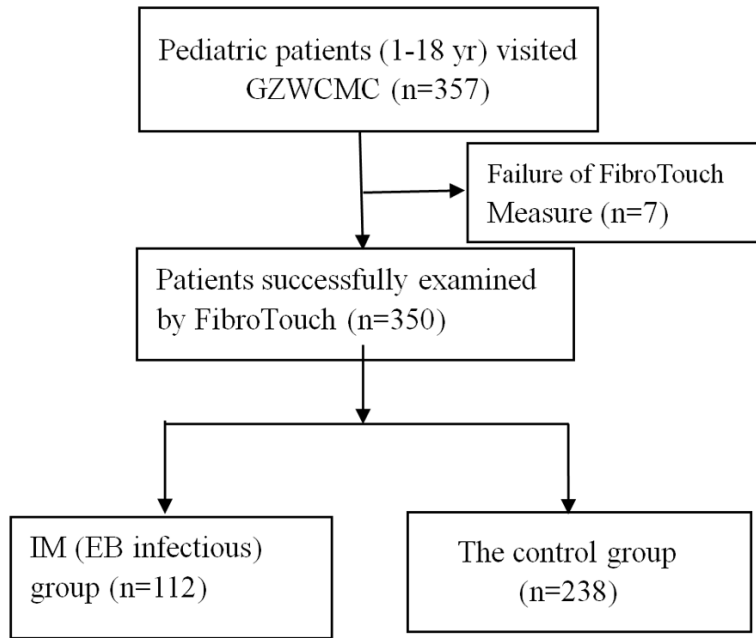 Pediatric patients (1-18 yr) visited
GZWCMC (n=357)
Failure of FibroTouch
Measure (n=7)
Patients successfully examined
by FibroTouch (n=350)
IM (EB infectious)
group (n=112)
The control group
(n=238)